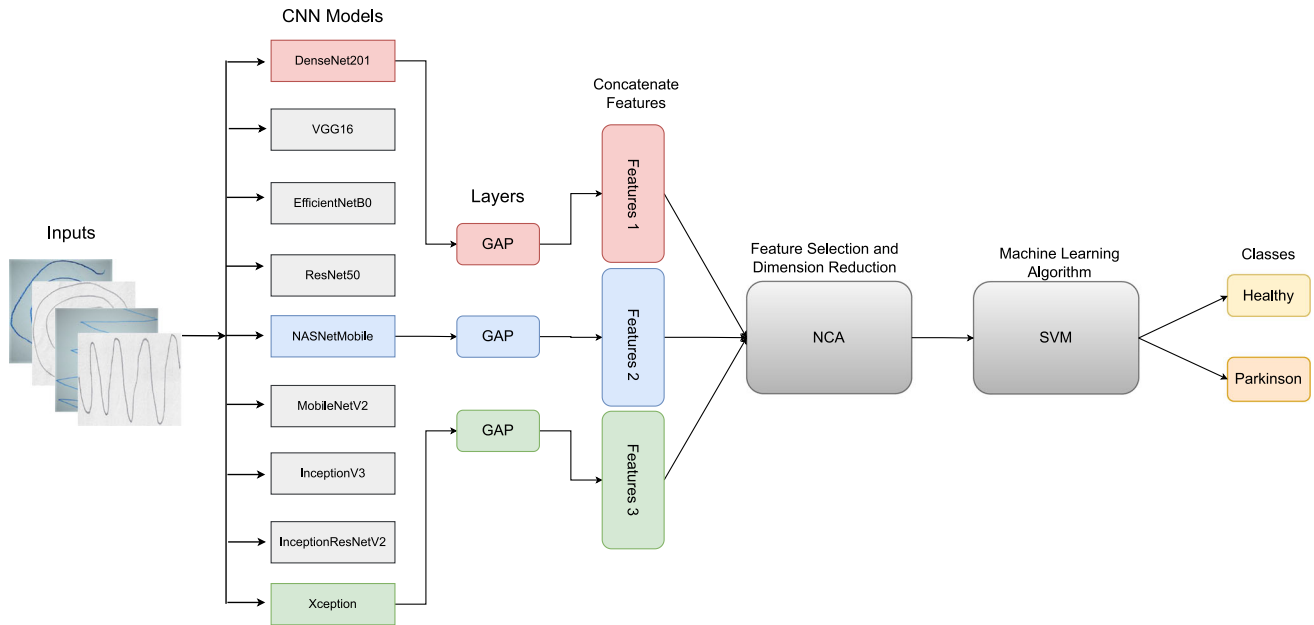 CNN Models
DenseNet201
VGG16
EfficientNetB0
ResNet50
NASNetMobile
MobileNetV2
InceptionV3
InceptionResNetV2
Xception
Inputs
Layers
GAP
GAP
GAP
Concatenate
Features
Features 1
Features 2
Features 3
Feature Selection and
Dimension Reduction
NCA
Machine Learning
Algorithm
SVM
Classes
Healthy
Parkinson